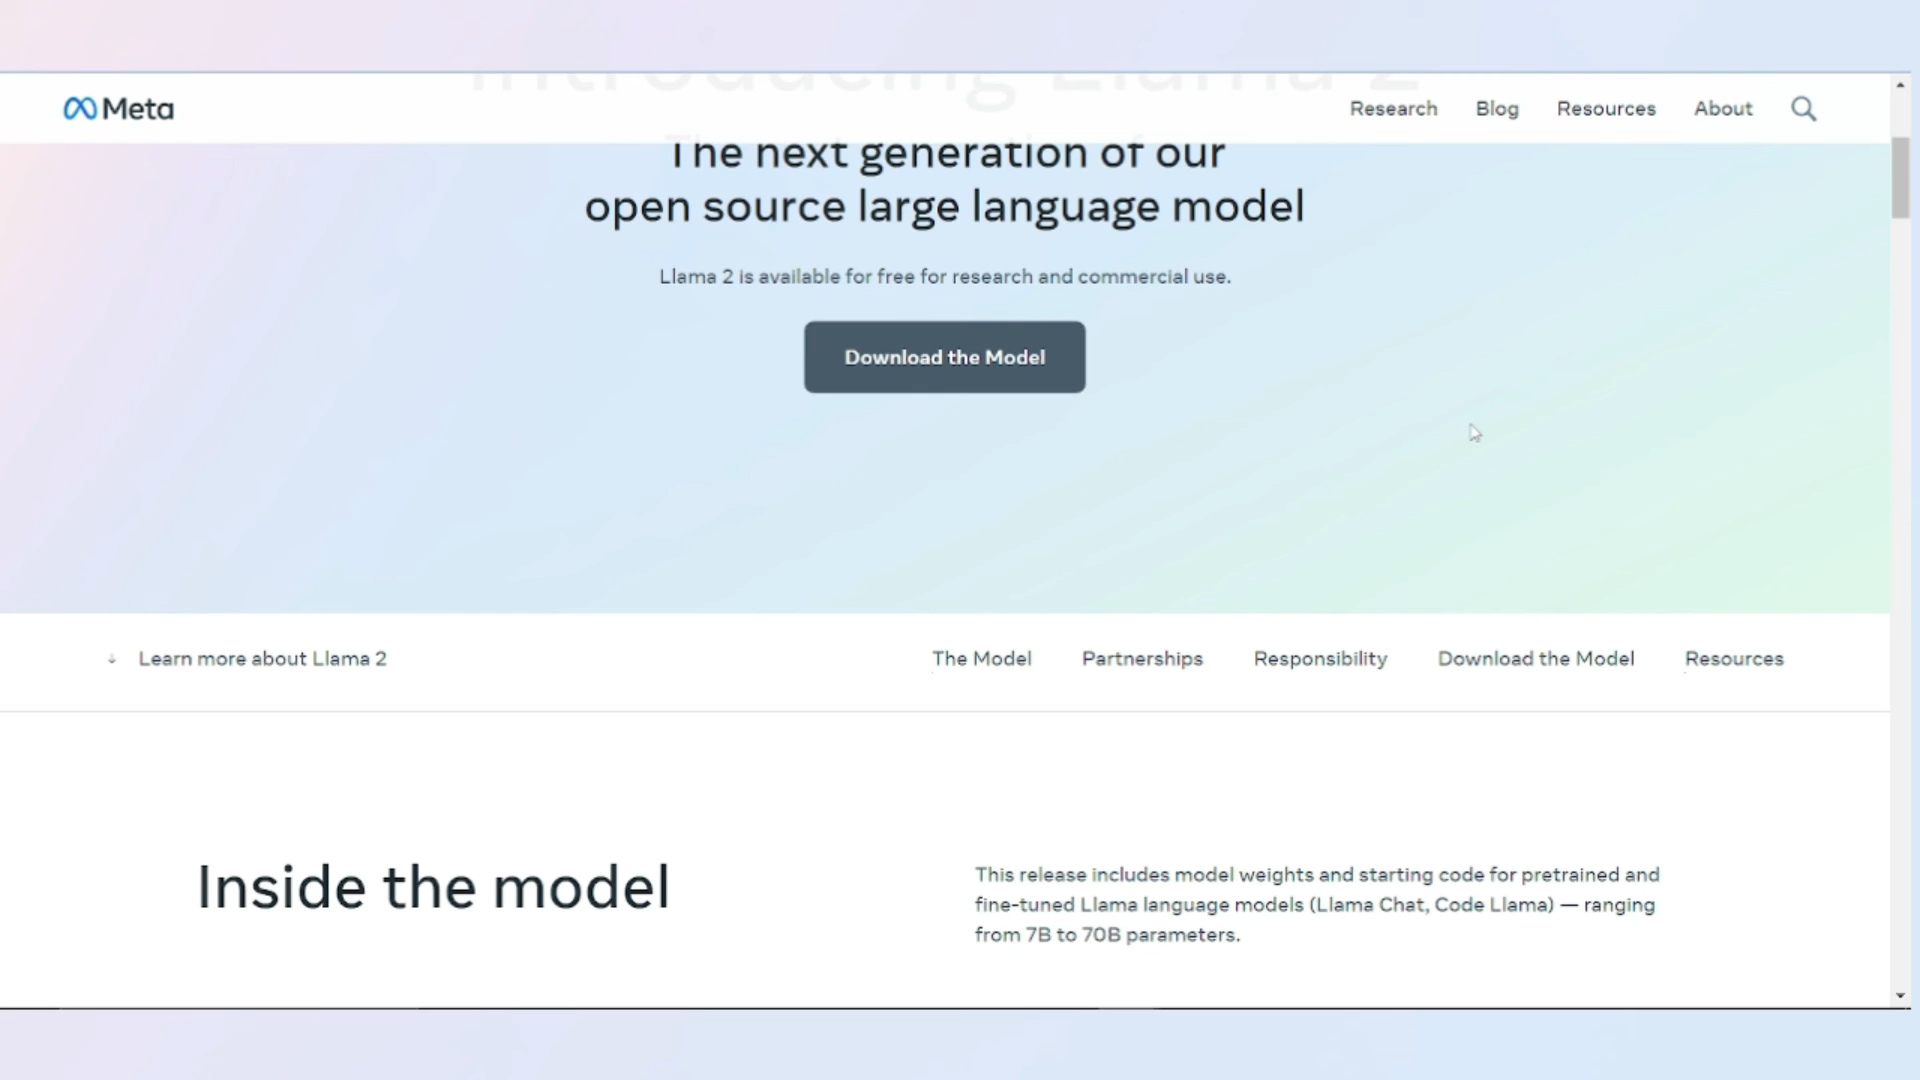 Introducing Llama 2
Meta
Research Blog Resources About
The next generation of our
open source large language model
Llama 2 is available for free for research and commercial use.
Download the Model
↓ Learn more about Llama 2
The Model Partnerships Responsibility Download the Model Resources
Inside the model
This release includes model weights and starting code for pretrained and
fine-tuned Llama language models (Llama Chat, Code Llama) — ranging
from 7B to 70B parameters.